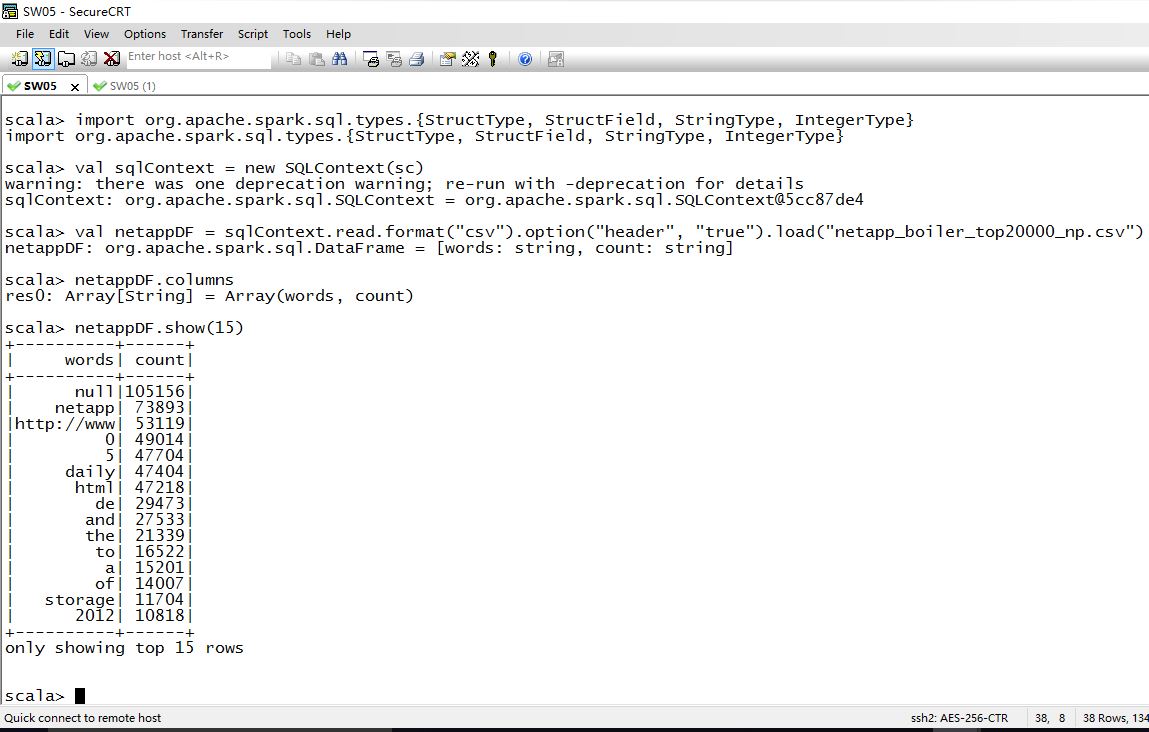 SW05 - SecureCRT
File Edit View Options Transfer Script Tools Help
Enter host <Alt+R>
SW05 x SW05 (1)
scala> import org.apache.spark.sql.types.{StructType, StructField, StringType, IntegerType}
import org.apache.spark.sql.types.{StructType, StructField, StringType, IntegerType}
scala> val sqlContext = new SQLContext(sc)
warning: there was one deprecation warning; re-run with -deprecation for details
sqlContext: org.apache.spark.sql.SQLContext = org.apache.spark.sql.SQLContext@5cc87de4
scala> val netappDF = sqlContext.read.format("csv").option("header", "true").load("netapp_boiler_top20000_np.csv")
netappDF: org.apache.spark.sql.DataFrame = [words: string, count: string]
scala> netappDF.columns
res0: Array[String] = Array(words, count)
scala> netappDF.show(15)
+----------+------+
|     words| count|
+----------+------+
|      null|105156|
|    netapp| 73893|
|http://www| 53119|
|         0| 49014|
|         5| 47704|
|     daily| 47404|
|      html| 47218|
|        de| 29473|
|       and| 27533|
|       the| 21339|
|        to| 16522|
|         a| 15201|
|        of| 14007|
|   storage| 11704|
|      2012| 10818|
+----------+------+
only showing top 15 rows
scala>
Quick connect to remote host ssh2: AES-256-CTR 38, 8 38 Rows, 134